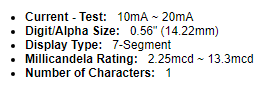 • Current - Test: 10mA ~ 20mA
• Digit/Alpha Size: 0.56" (14.22mm)
• Display Type: 7-Segment
• Millicandela Rating: 2.25mcd ~ 13.3mcd
• Number of Characters: 1